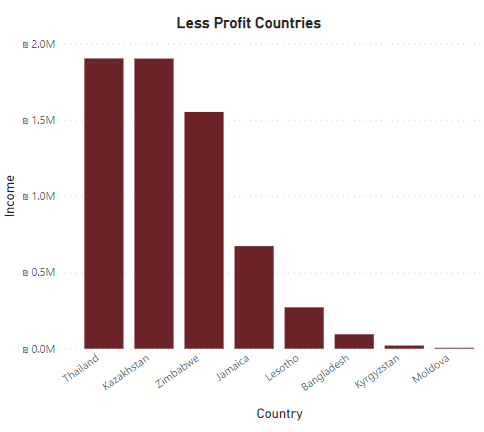 Less Profit Countries
₪ 2.0M
₪ 1.5M
₪ 1.0M
₪ 0.5M
₪ 0.0M
Income
Thailand
Kazakhstan
Zimbabwe
Jamaica
Lesotho
Bangladesh
Kyrgyzstan
Moldova
Country